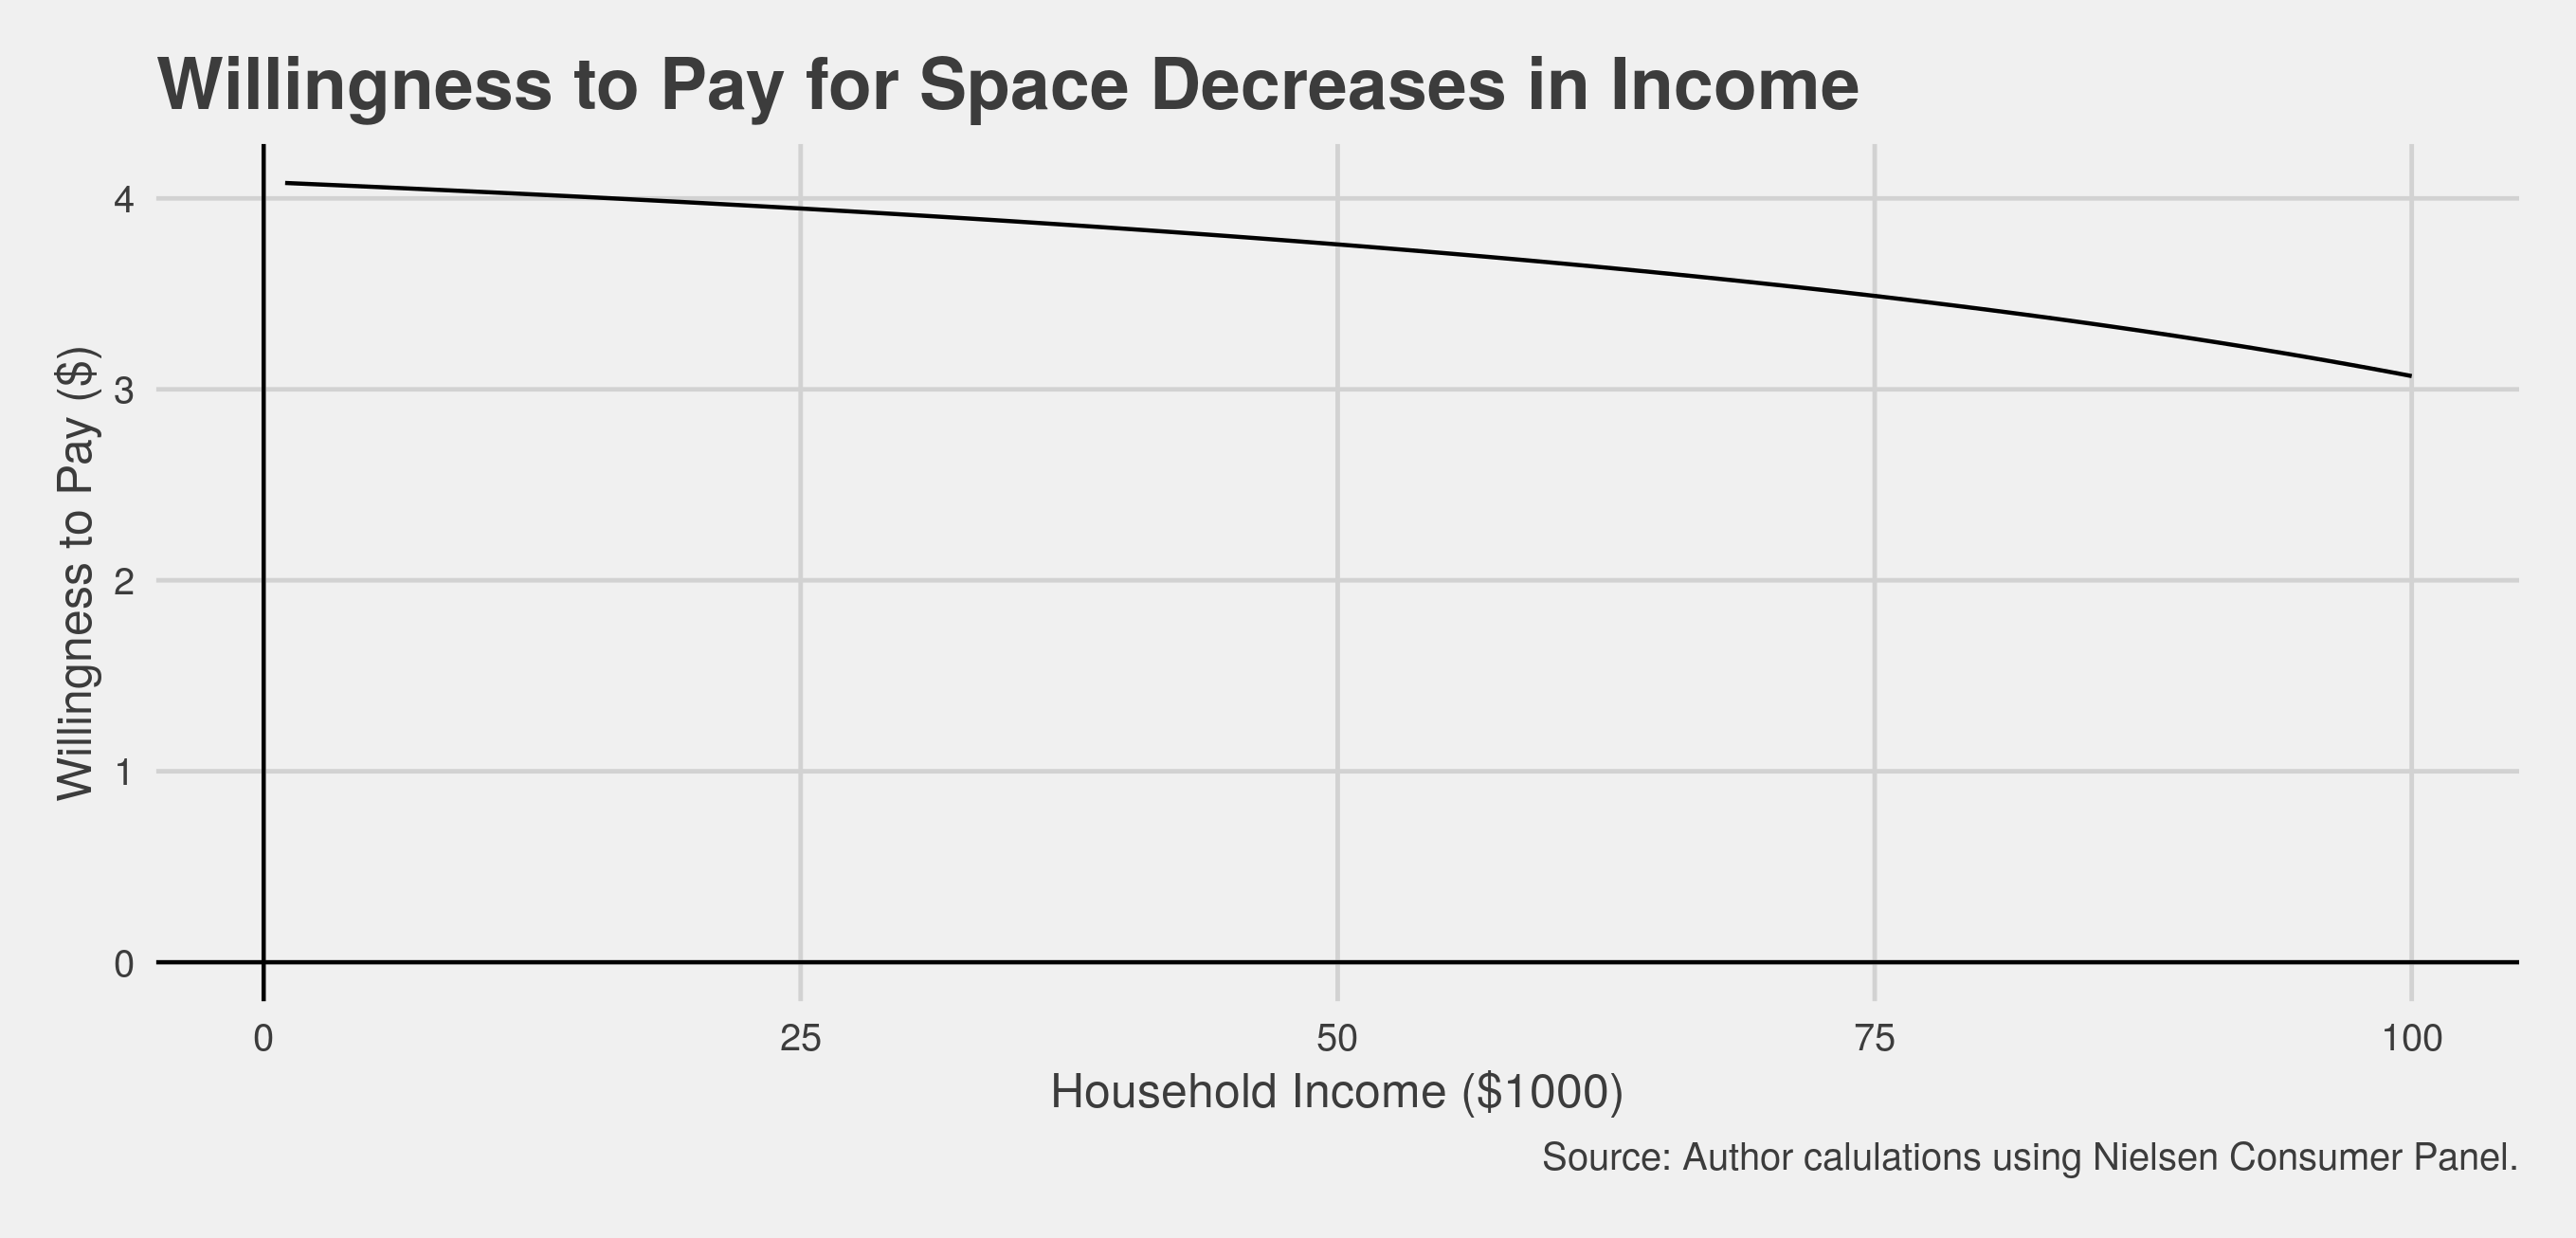 Willingness to Pay for Space Decreases in Income
Willingness to Pay ($)
4
3
2
1
0
0 25 50 75 100
Household Income ($1000)
Source: Author calulations using Nielsen Consumer Panel.